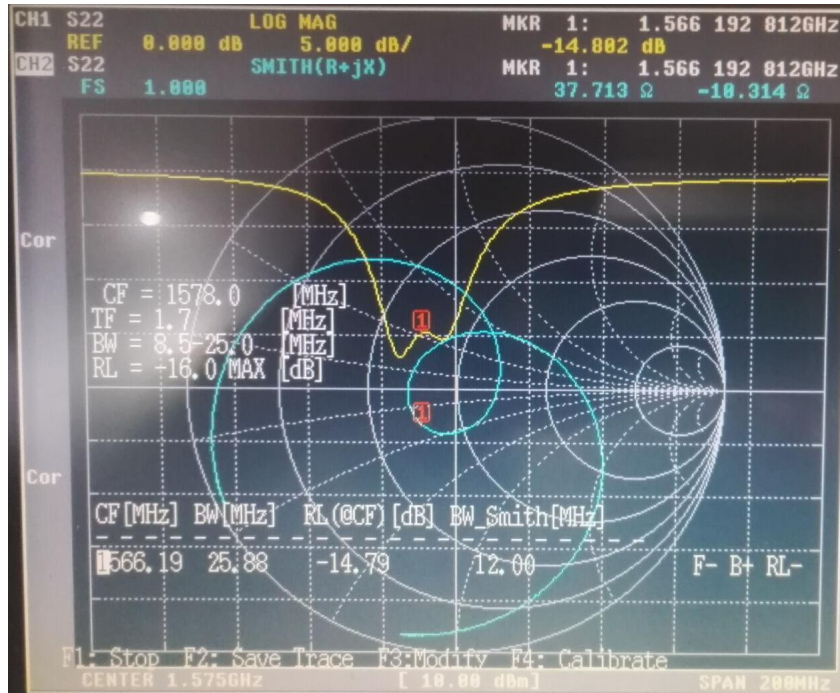 CH1 S22 LOG MAG MKR 1: 1.566 192 812GHz
REF 0.000 dB 5.000 dB/ -14.802 dB
CH2 S22 SMITH(R+jX) MKR 1: 1.566 192 812GHz
FS 1.000 37.713 Ω -10.314 Ω
Cor
CF = 1578.0 [MHz]
1
TF = 1.7 [MHz]
BW = 8.5-25.0 [MHz]
RL = -16.0 MAX [dB]
1
Cor
CF[MHz] BW[MHz] RL(@CF)[dB] BW_Smith[MHz]
1566.19 25.88 -14.79 12.00 F- B+ RL-
F1: Stop F2: Save Trace F3:Modify F4: Calibrate
CENTER 1.575GHz [ 10.00 dBm] SPAN 200MHz